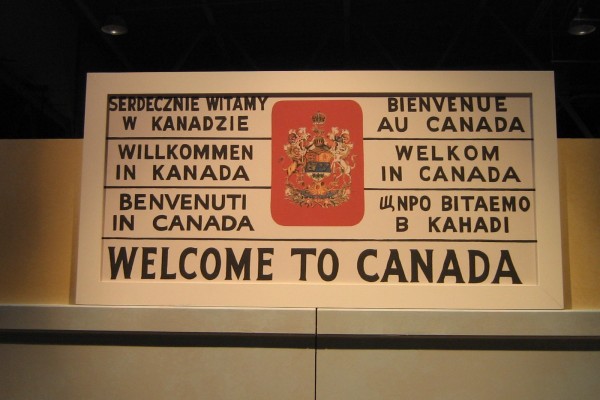 SERDECZNIE WITAMY
W KANADZIE
BIENVENUE
AU CANADA
WILLKOMMEN
IN KANADA
WELKOM
IN CANADA
BENVENUTI
IN CANADA
ЩNPO ВІТАЕМО
В КАНАДІ
WELCOME TO CANADA